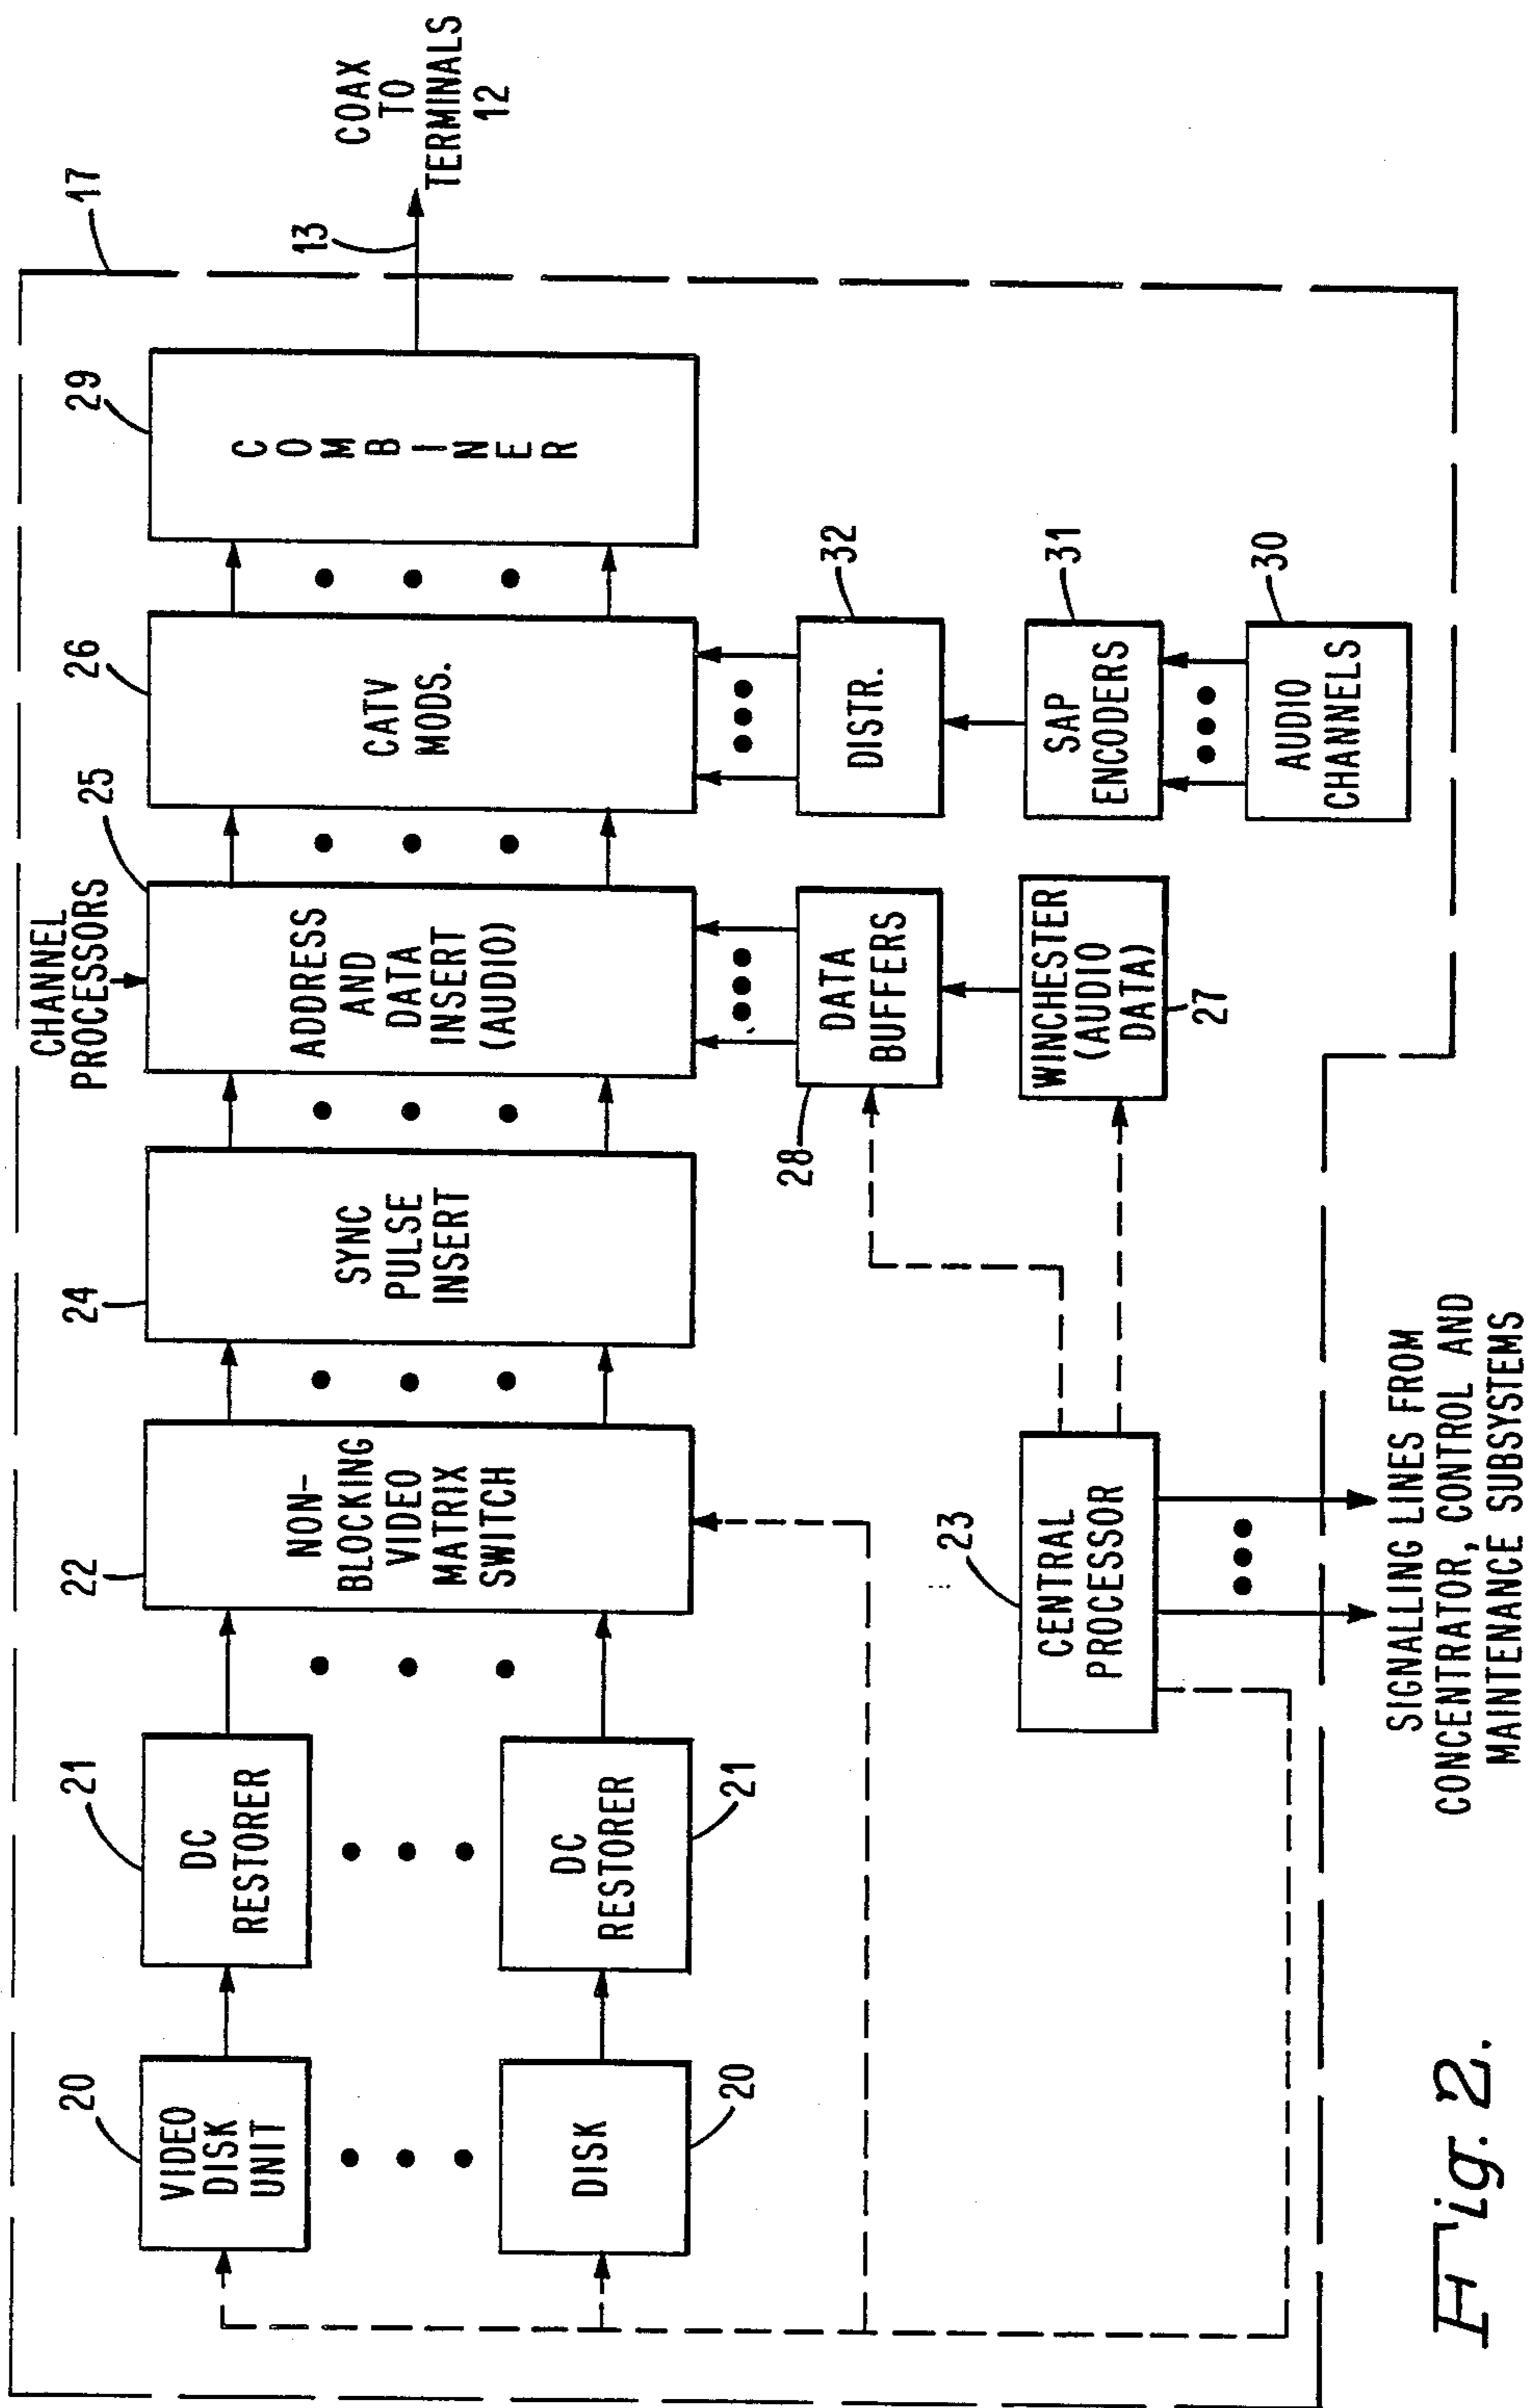 17
COAX
TO
TERMINALS
12
13
20
VIDEO
DISK
UNIT
21
DC
RESTORER
22
NON-
BLOCKING
VIDEO
MATRIX
SWITCH
24
SYNC
PULSE
INSERT
CHANNEL
PROCESSORS
25
ADDRESS
AND
DATA
INSERT
(AUDIO)
26
CATV
MODS.
29
COMBINER
DISK
20
DC
RESTORER
21
28
DATA
BUFFERS
DISTR.
32
23
CENTRAL
PROCESSOR
WINCHESTER
(AUDIO
DATA)
27
SAP
ENCODERS
31
AUDIO
CHANNELS
30
SIGNALLING LINES FROM
CONCENTRATOR, CONTROL AND
MAINTENANCE SUBSYSTEMS
Fig. 2.